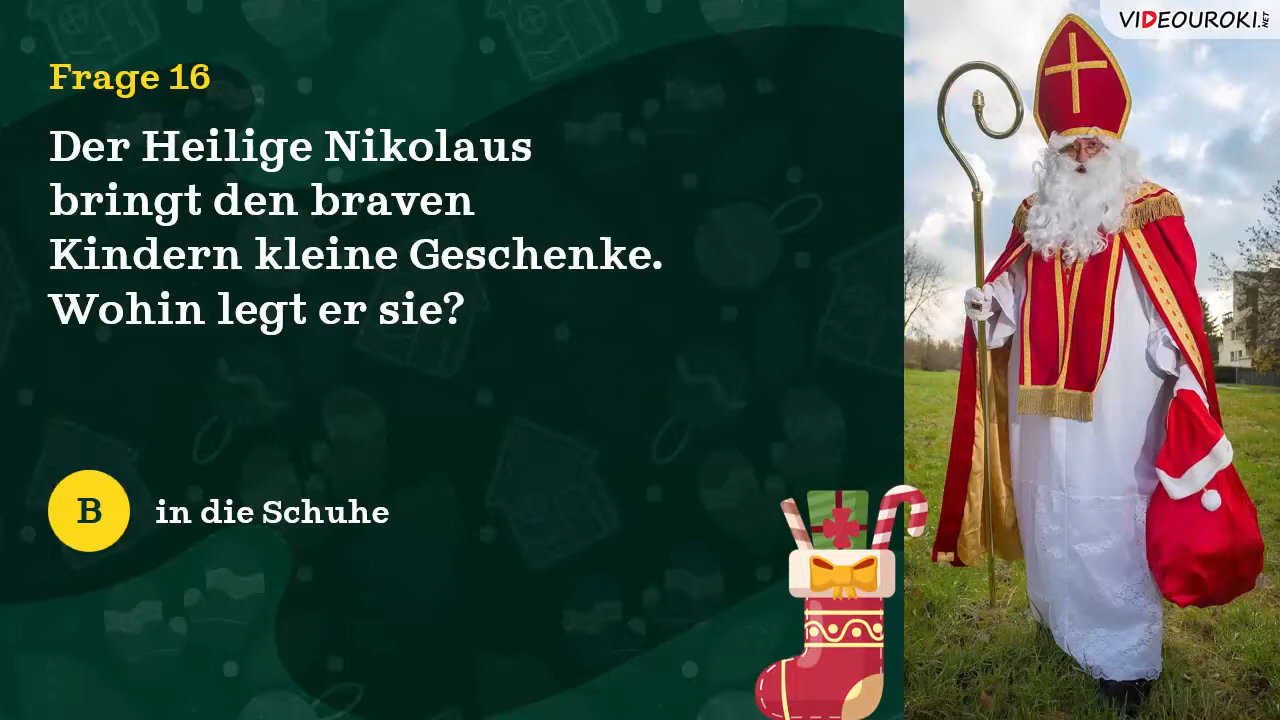 VIDEOUROKI.NET
Frage 16
Der Heilige Nikolaus
bringt den braven
Kindern kleine Geschenke.
Wohin legt er sie?
B in die Schuhe